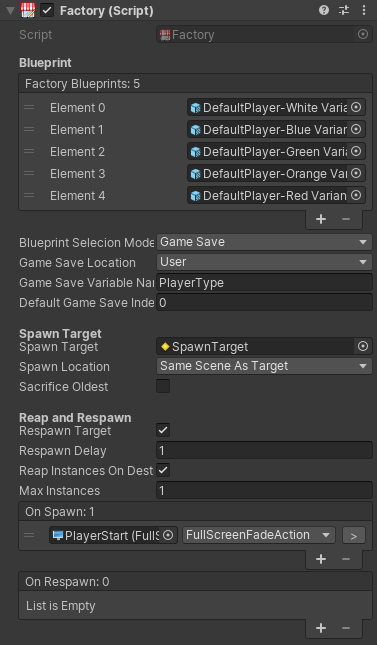 Factory (Script)
Script Factory
Blueprint
Factory Blueprints: 5
Element 0 DefaultPlayer-White Varia
Element 1 DefaultPlayer-Blue Varian
Element 2 DefaultPlayer-Green Varia
Element 3 DefaultPlayer-Orange Var
Element 4 DefaultPlayer-Red Varian
Blueprint Selecion Mode Game Save
Game Save Location User
Game Save Variable Nam PlayerType
Default Game Save Inde 0
Spawn Target
Spawn Target SpawnTarget
Spawn Location Same Scene As Target
Sacrifice Oldest
Reap and Respawn
Respawn Target
Respawn Delay 1
Reap Instances On Dest
Max Instances 1
On Spawn: 1
PlayerStart (FullS FullScreenFadeAction >
+ −
On Respawn: 0
List is Empty
+ −